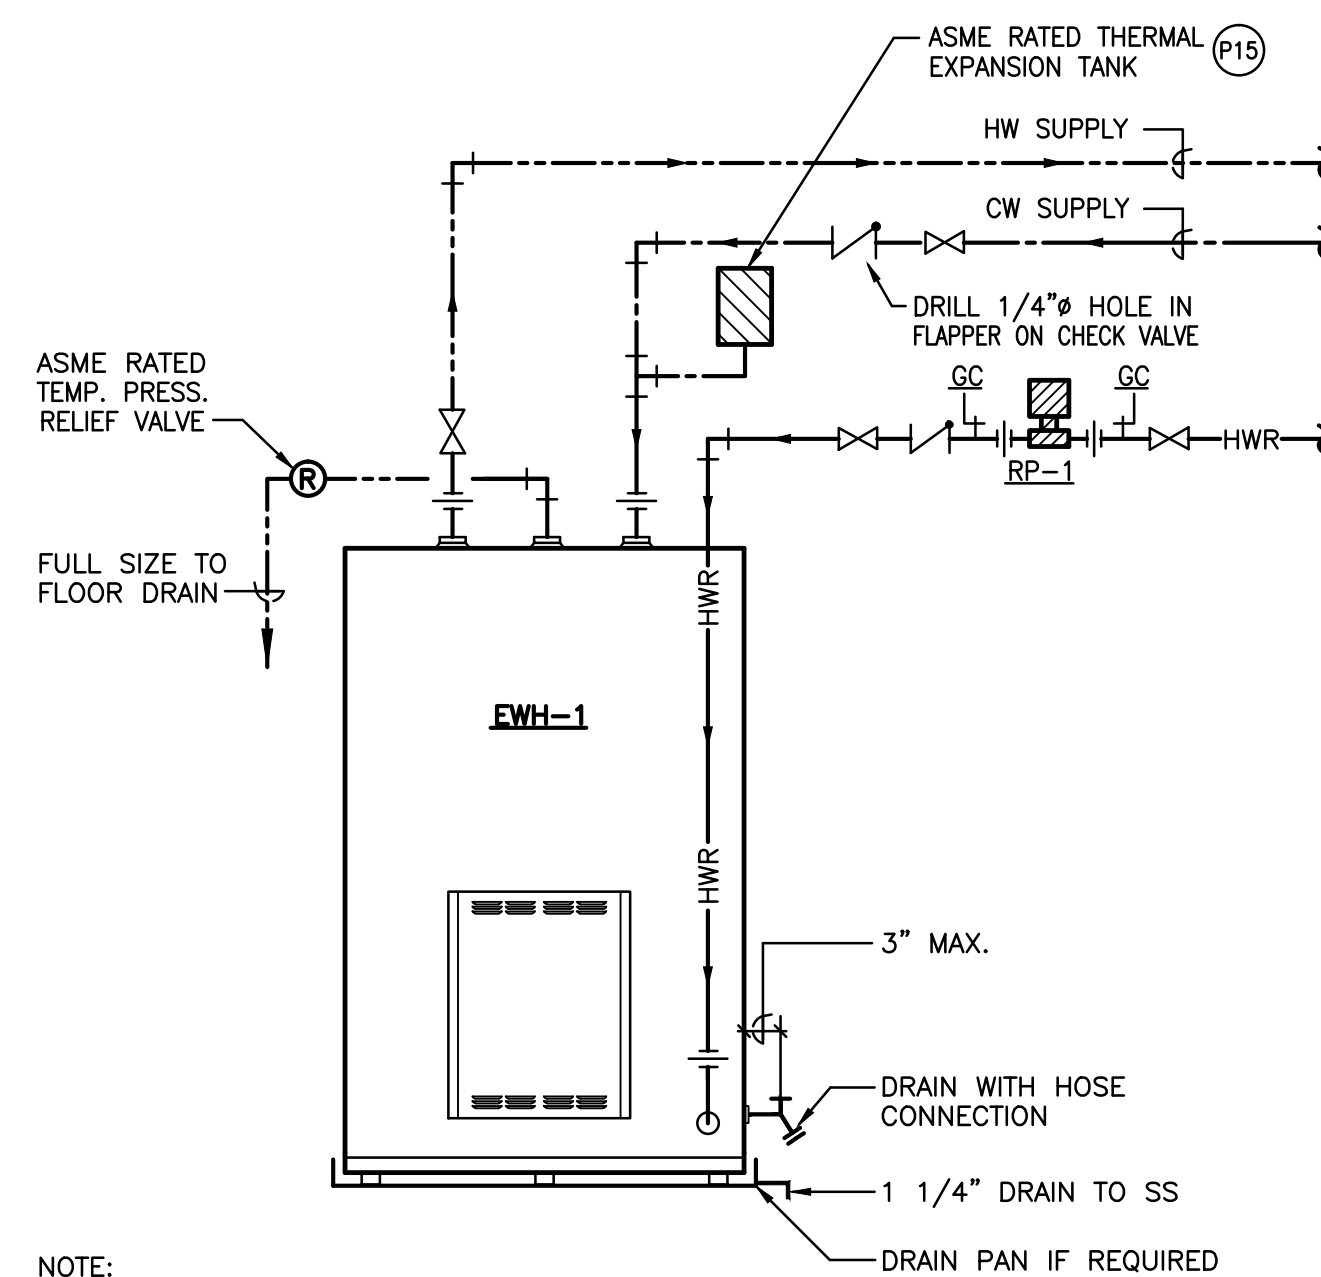 ASME RATED THERMAL
EXPANSION TANK
P15
HW SUPPLY
CW SUPPLY
DRILL 1/4"ø HOLE IN
FLAPPER ON CHECK VALVE
ASME RATED
TEMP. PRESS.
RELIEF VALVE
GC
GC
HWR
RP-1
R
FULL SIZE TO
FLOOR DRAIN
HWR
EWH-1
HWR
3" MAX.
DRAIN WITH HOSE
CONNECTION
1 1/4" DRAIN TO SS
DRAIN PAN IF REQUIRED
NOTE: